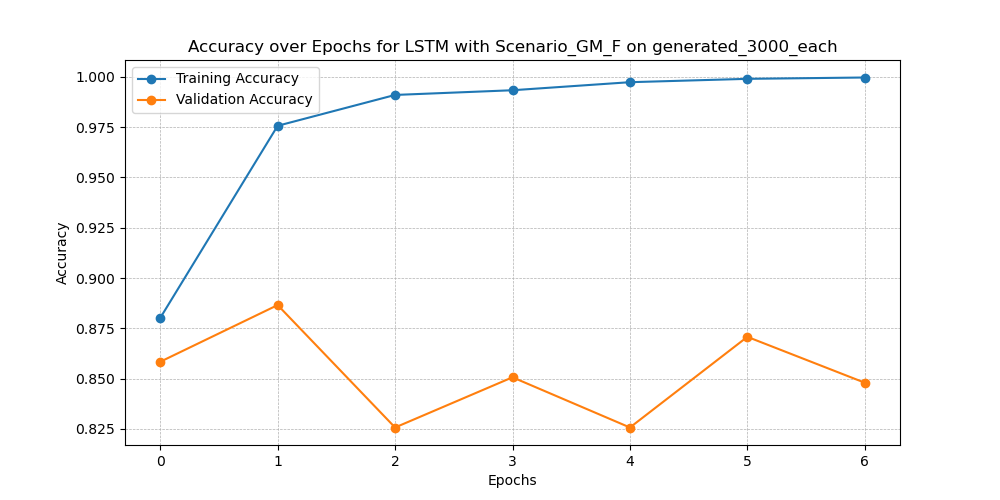 Accuracy over Epochs for LSTM with Scenario_GM_F on generated_3000_each
Training Accuracy
Validation Accuracy
1.000
0.975
0.950
0.925
0.900
0.875
0.850
0.825
Accuracy
0 1 2 3 4 5 6
Epochs